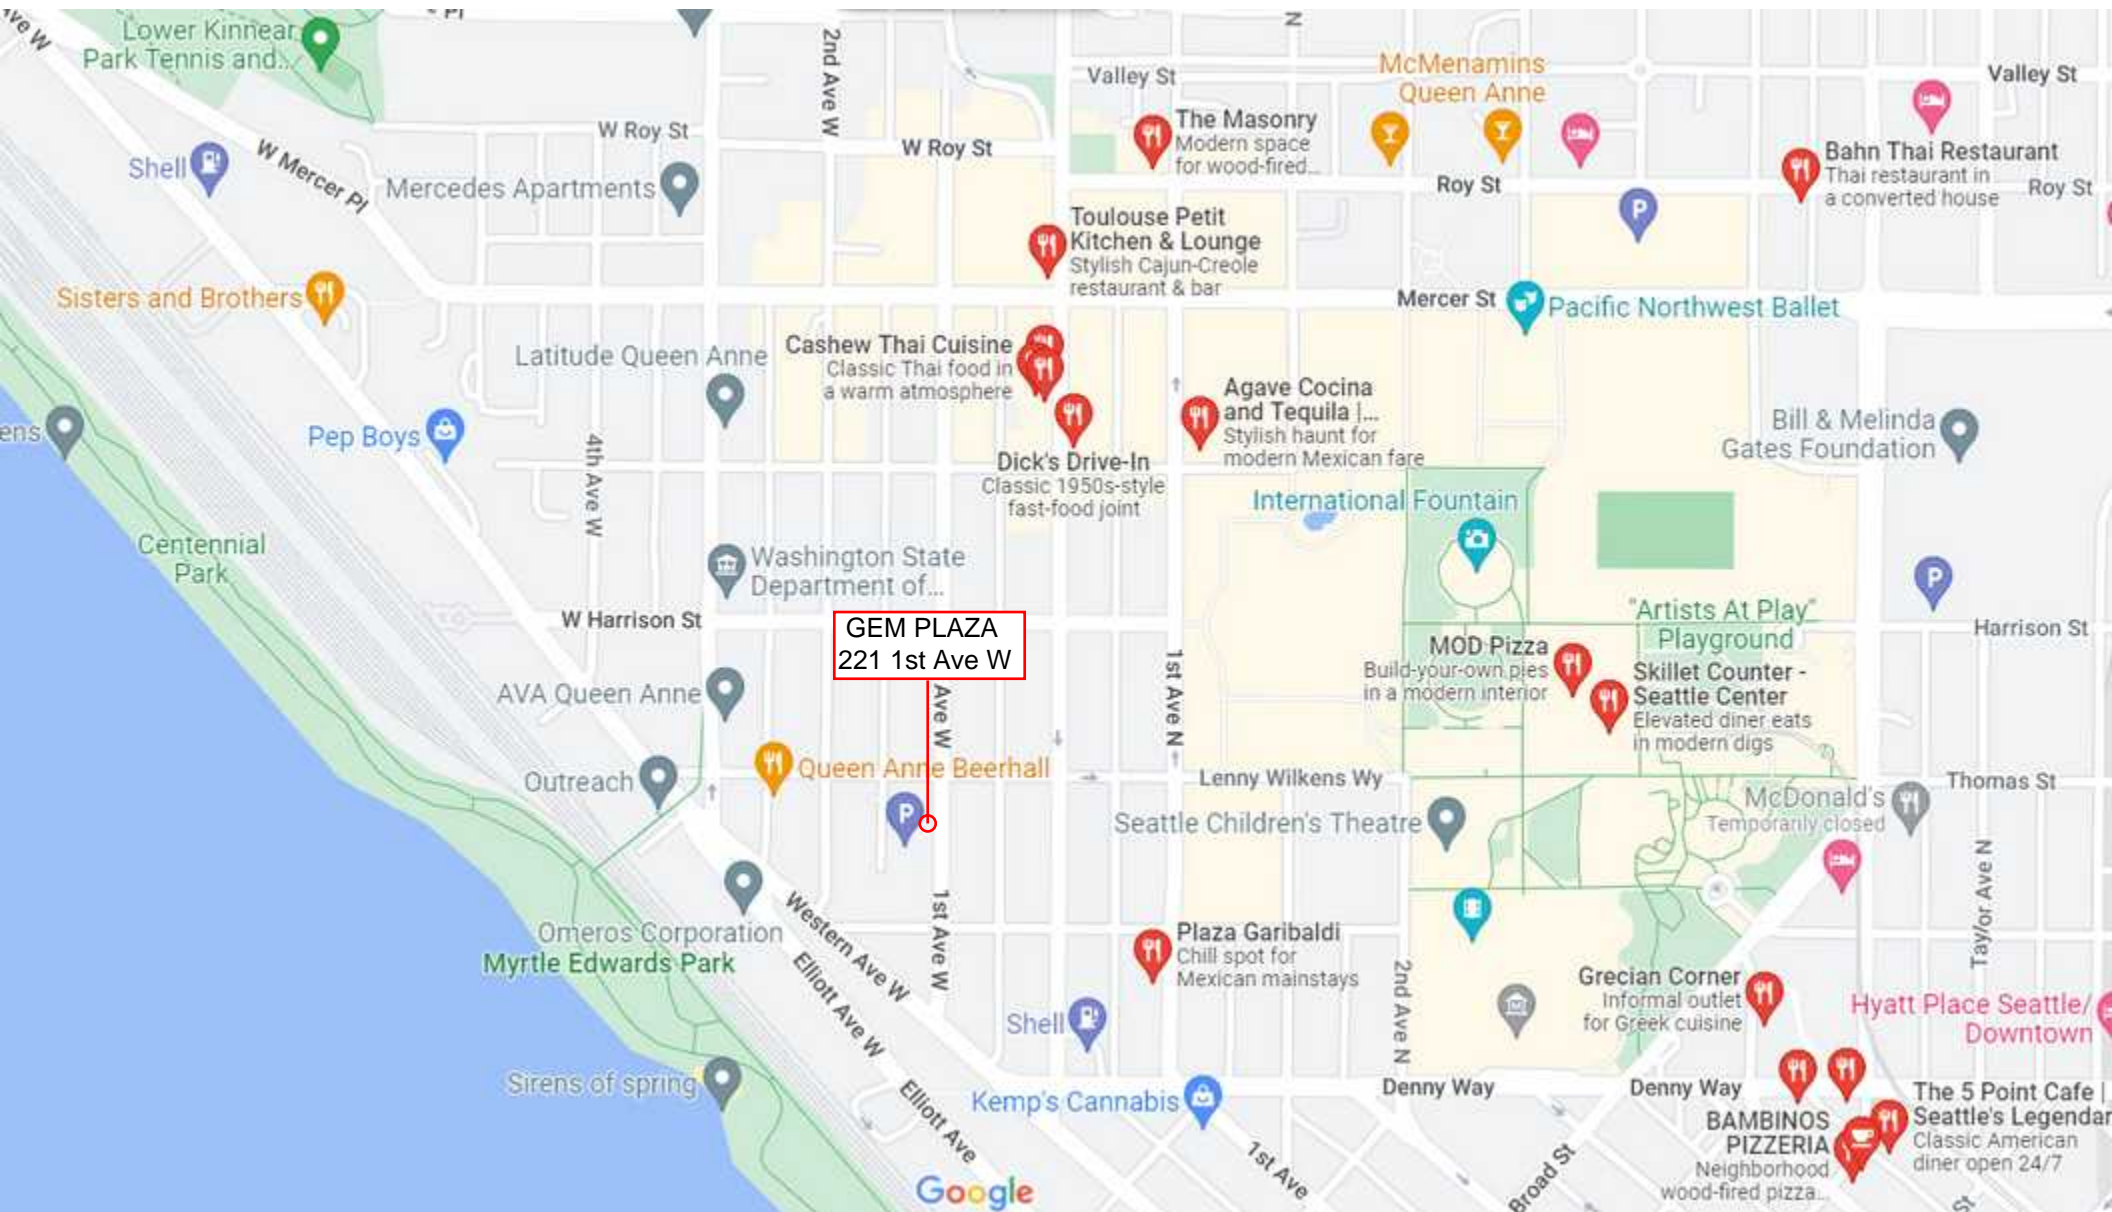 Lower Kinnear
Park Tennis and...
2nd Ave W
Valley St
McMenamins
Queen Anne
Valley St
N
Shell
W Mercer Pl
W Roy St
W Roy St
Mercedes Apartments
The Masonry
Modern space
for wood-fired...
Roy St
Bahn Thai Restaurant
Thai restaurant in
a converted house
Roy St
P
Toulouse Petit
Kitchen & Lounge
Stylish Cajun-Creole
restaurant & bar
Sisters and Brothers
Mercer St
Pacific Northwest Ballet
Latitude Queen Anne
Cashew Thai Cuisine
Classic Thai food in
a warm atmosphere
Agave Cocina
and Tequila |...
Stylish haunt for
modern Mexican fare
Pep Boys
ens
4th Ave W
Dick's Drive-In
Classic 1950s-style
fast-food joint
Bill & Melinda
Gates Foundation
International Fountain
Centennial
Park
Washington State
Department of...
P
W Harrison St
GEM PLAZA
221 1st Ave W
"Artists At Play"
Playground
Harrison St
MOD Pizza
Build-your-own pies
in a modern interior
Skillet Counter -
Seattle Center
Elevated diner eats
in modern digs
AVA Queen Anne
Ave W
1st Ave N
Queen Anne Beerhall
Outreach
Lenny Wilkens Wy
Thomas St
P
Seattle Children's Theatre
McDonald's
Temporarily closed
Taylor Ave N
Omeros Corporation
Myrtle Edwards Park
Western Ave W
Elliott Ave W
1st Ave W
Plaza Garibaldi
Chill spot for
Mexican mainstays
2nd Ave N
Grecian Corner
Informal outlet
for Greek cuisine
Hyatt Place Seattle/
Downtown
Shell
Sirens of spring
Elliott Ave
Kemp's Cannabis
Denny Way
Denny Way
The 5 Point Cafe |
Seattle's Legendar
Classic American
diner open 24/7
BAMBINOS
PIZZERIA
Neighborhood
wood-fired pizza...
1st Ave
Broad St
St
Google